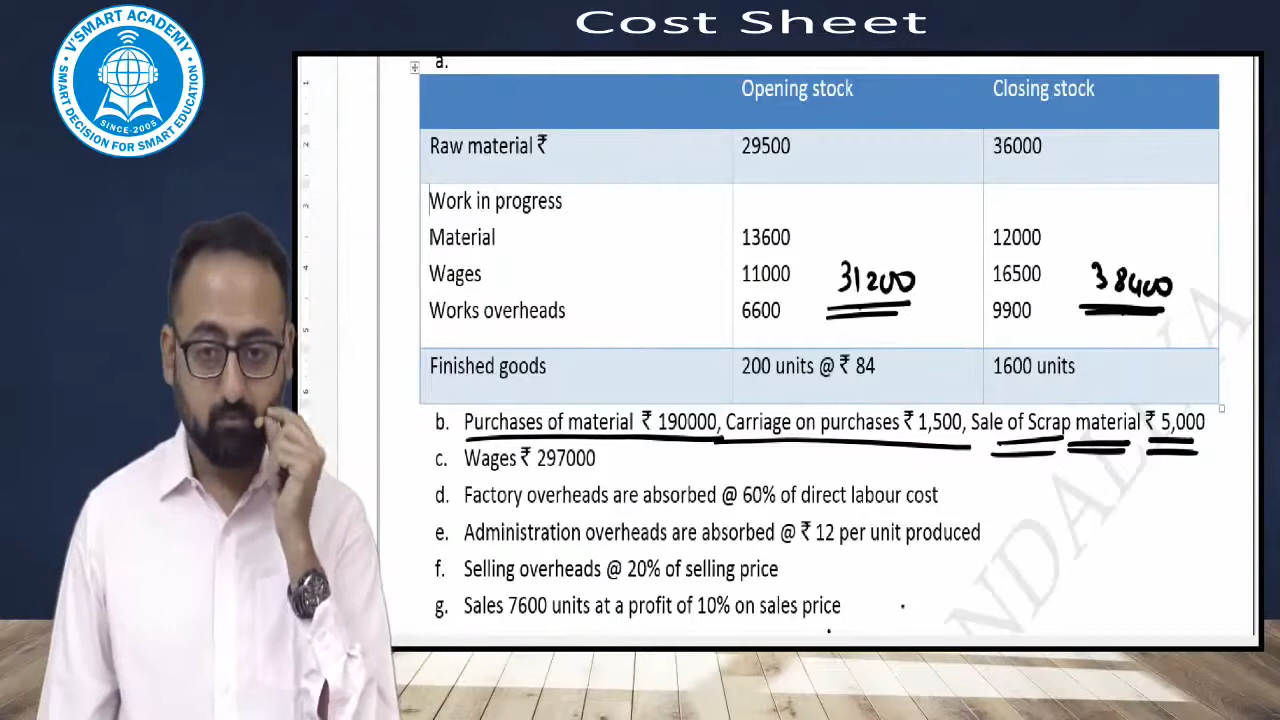 Cost Sheet
V'SMART ACADEMY
SINCE-2005
SMART DECISION FOR SMART EDUCATION
a.
Opening stock Closing stock
Raw material ₹ 29500 36000
Work in progress
Material 13600 12000
Wages 11000 31200 16500 38400
Works overheads 6600 9900
Finished goods 200 units @ ₹ 84 1600 units
b. Purchases of material ₹ 190000, Carriage on purchases ₹ 1,500, Sale of Scrap material ₹ 5,000
c. Wages ₹ 297000
d. Factory overheads are absorbed @ 60% of direct labour cost
e. Administration overheads are absorbed @ ₹ 12 per unit produced
f. Selling overheads @ 20% of selling price
g. Sales 7600 units at a profit of 10% on sales price